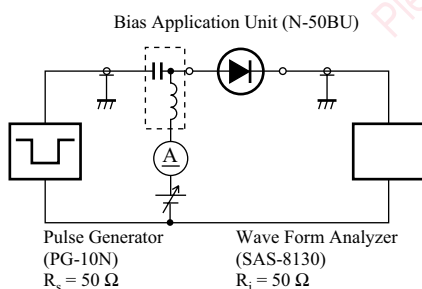 Bias Application Unit (N-50BU)
A
Pulse Generator
(PG-10N)
Rs = 50 Ω
Wave Form Analyzer
(SAS-8130)
Ri = 50 Ω